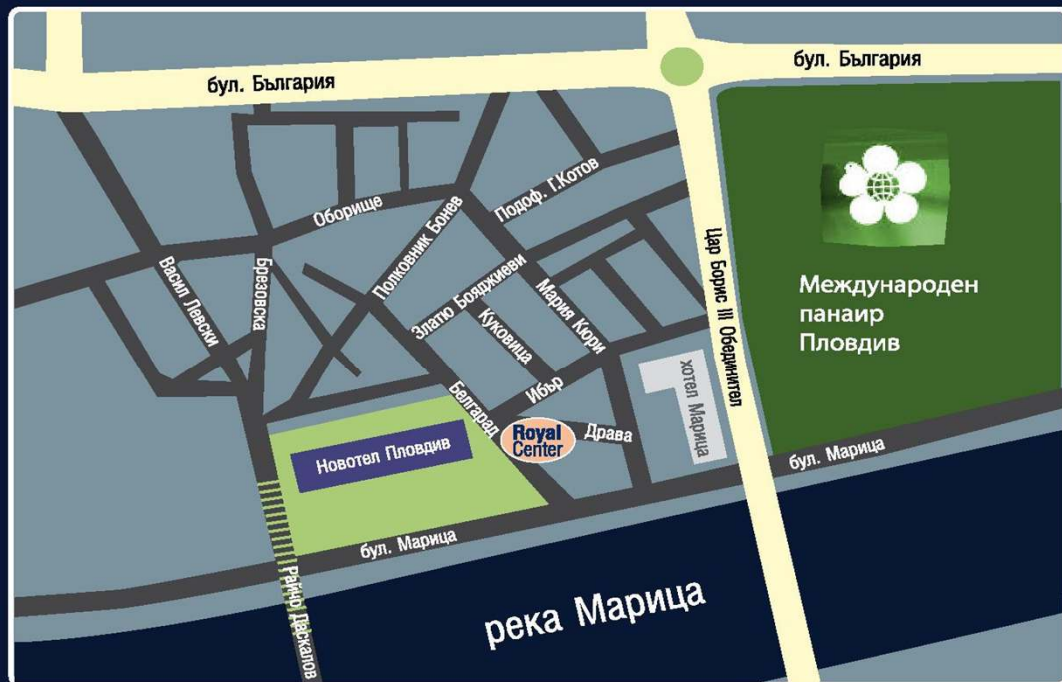 бул. България
бул. България
Оборище
Полковник Бонев
Подоф. Г.Котов
Васил Левски
Брезовска
Златю Бояджиеви
Куковица
Мария Кюри
Цар Борис III Обединител
Международен
панаир
Пловдив
Белград
Ибър
Драва
хотел Марица
Royal
Center
Новотел Пловдив
бул. Марица
бул. Марица
Райчо Даскалов
река Марица